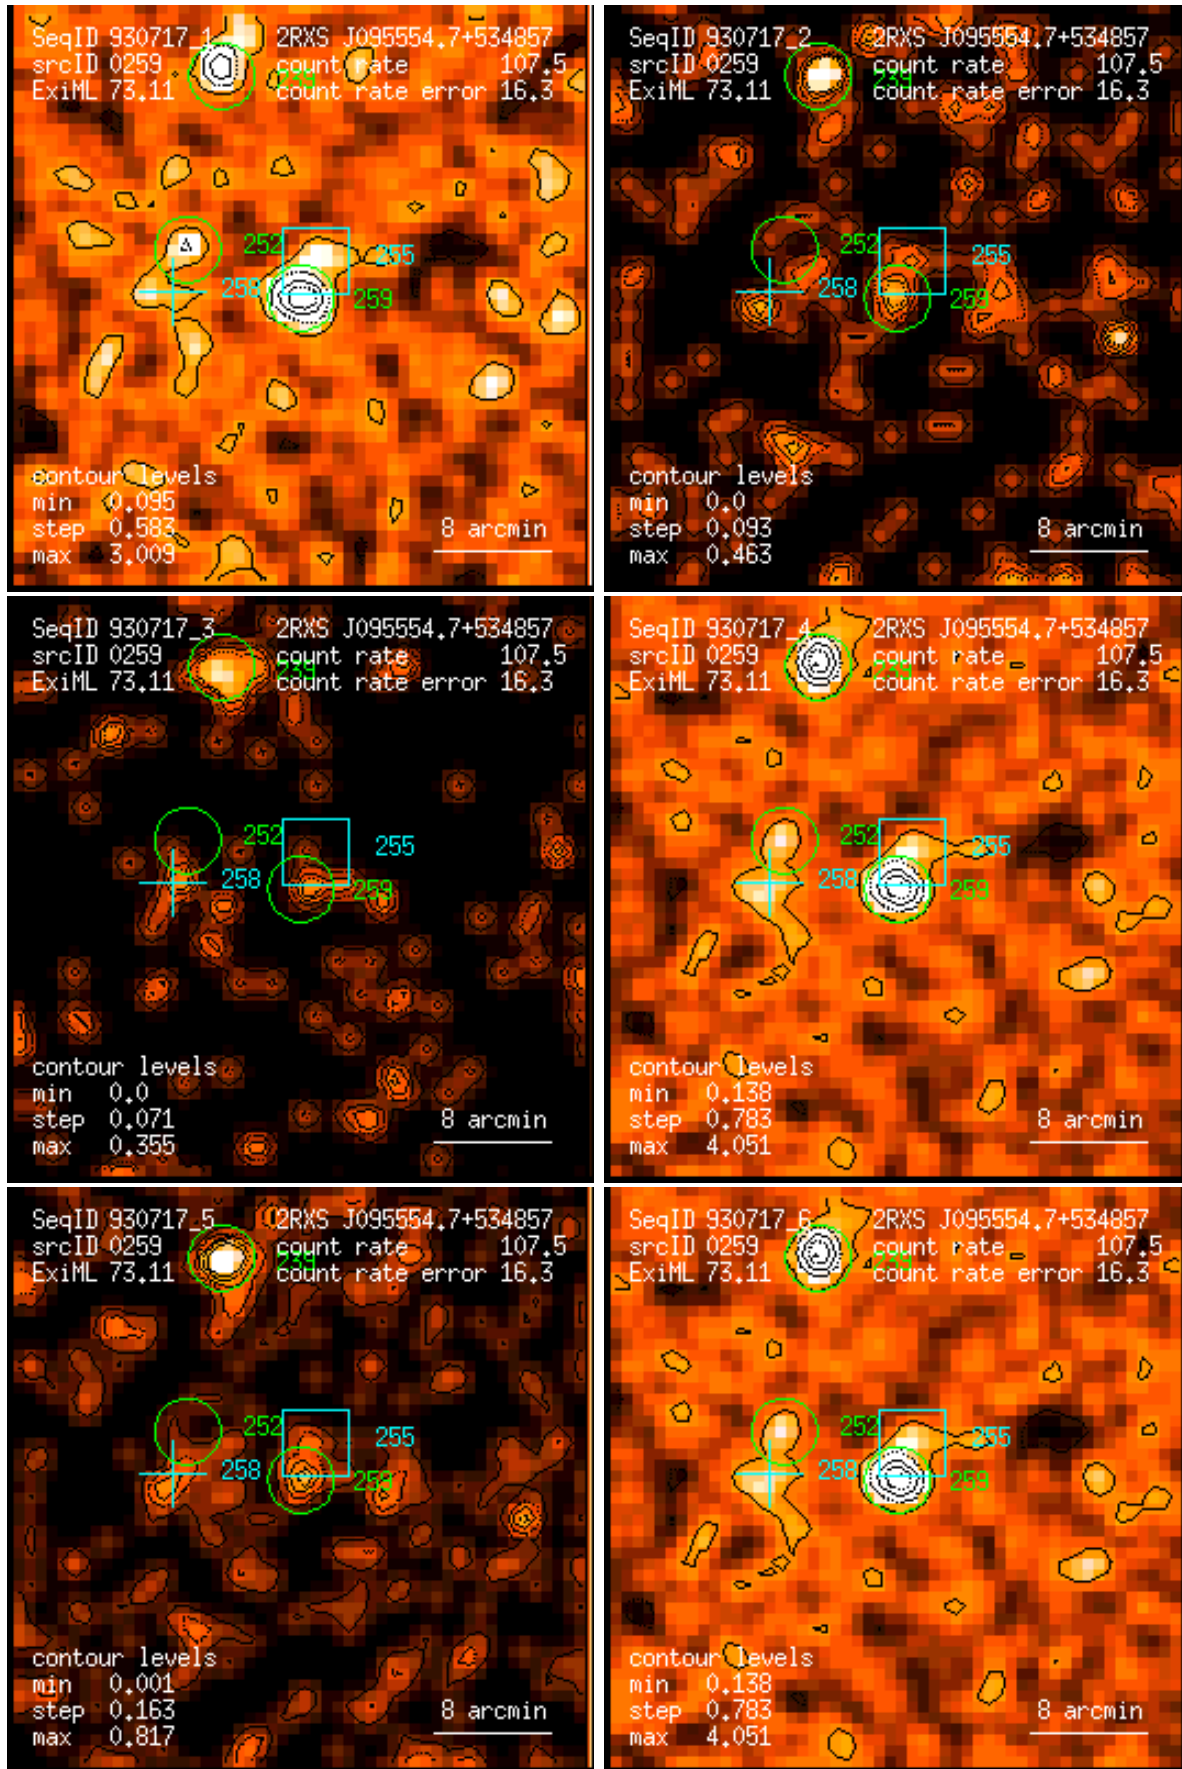 SeqID 930717_1 2RXS J095554.7+534857
srcID 0259 count rate 107.5
ExiML 73.11 count rate error 16.3
239
252
255
258
259
contour levels
min 0.095
step 0.583
max 3.009
8 arcmin
SeqID 930717_2 2RXS J095554.7+534857
srcID 0259 count rate 107.5
ExiML 73.11 count rate error 16.3
239
252
255
258
259
contour levels
min 0.0
step 0.093
max 0.463
8 arcmin
SeqID 930717_3 2RXS J095554.7+534857
srcID 0259 count rate 107.5
ExiML 73.11 count rate error 16.3
239
252
255
258
259
contour levels
min 0.0
step 0.071
max 0.355
8 arcmin
SeqID 930717_4 2RXS J095554.7+534857
srcID 0259 count rate 107.5
ExiML 73.11 count rate error 16.3
239
252
255
258
259
contour levels
min 0.138
step 0.783
max 4.051
8 arcmin
SeqID 930717_5 2RXS J095554.7+534857
srcID 0259 count rate 107.5
ExiML 73.11 count rate error 16.3
239
252
255
258
259
contour levels
min 0.001
step 0.163
max 0.817
8 arcmin
SeqID 930717_6 2RXS J095554.7+534857
srcID 0259 count rate 107.5
ExiML 73.11 count rate error 16.3
239
252
255
258
259
contour levels
min 0.138
step 0.783
max 4.051
8 arcmin